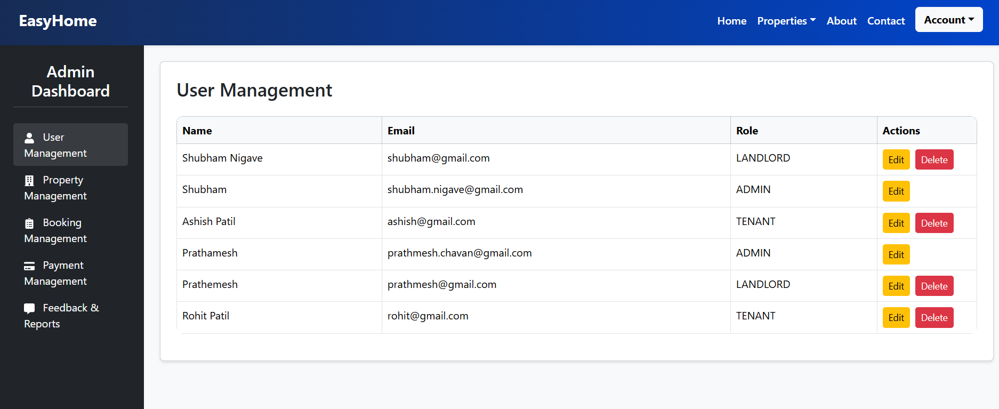 EasyHome
Home Properties About Contact Account
Admin
Dashboard
User
Management
Property
Management
Booking
Management
Payment
Management
Feedback &
Reports
User Management
Name Email Role Actions
Shubham Nigave shubham@gmail.com LANDLORD Edit Delete
Shubham shubham.nigave@gmail.com ADMIN Edit
Ashish Patil ashish@gmail.com TENANT Edit Delete
Prathamesh prathmesh.chavan@gmail.com ADMIN Edit
Prathemesh prathmesh@gmail.com LANDLORD Edit Delete
Rohit Patil rohit@gmail.com TENANT Edit Delete